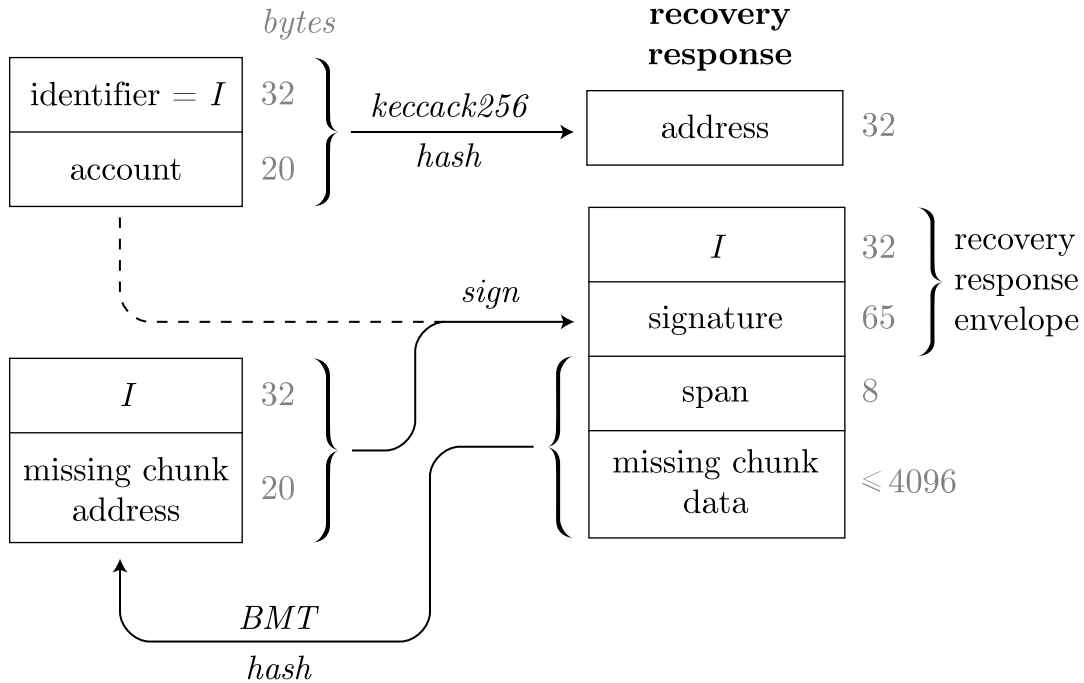 bytes
recovery
response
identifier = I
32
account
20
keccack256
hash
address
32
I
32
signature
65
recovery
response
envelope
sign
I
32
missing chunk
address
20
span
8
missing chunk
data
⩽4096
BMT
hash